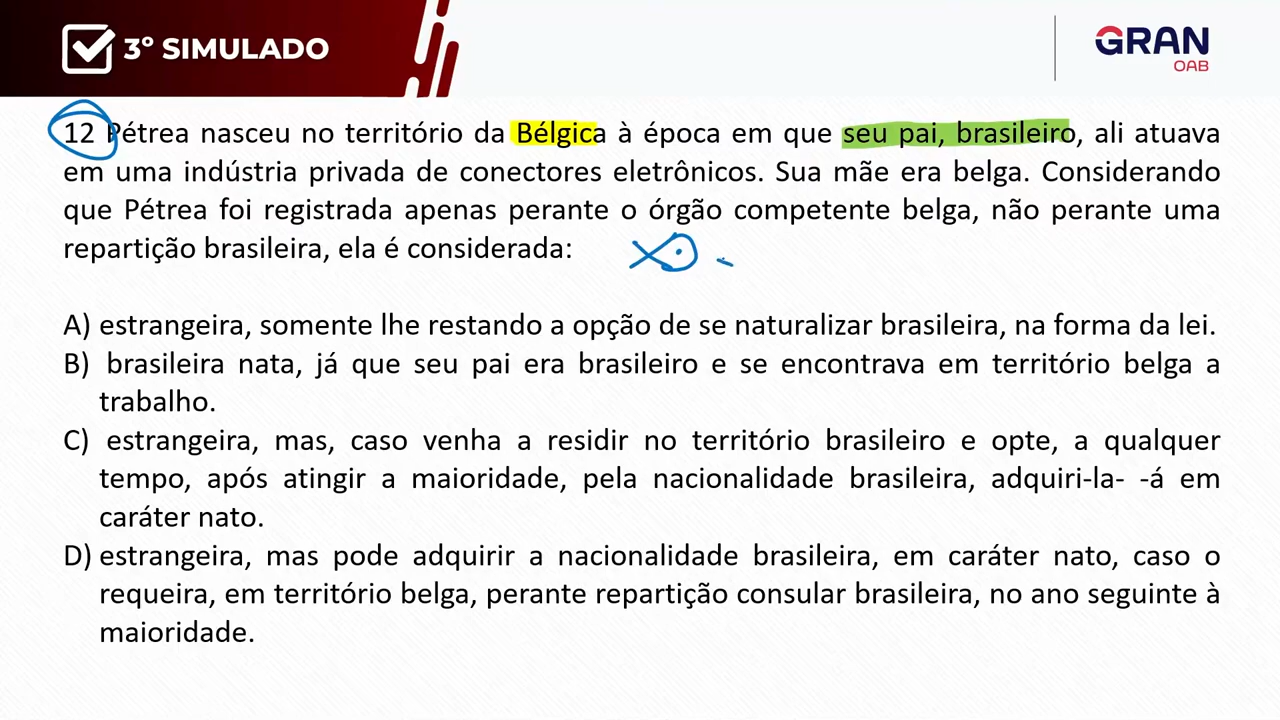 3º SIMULADO
GRAN
OAB
12 Pétrea nasceu no território da Bélgica à época em que seu pai, brasileiro, ali atuava
em uma indústria privada de conectores eletrônicos. Sua mãe era belga. Considerando
que Pétrea foi registrada apenas perante o órgão competente belga, não perante uma
repartição brasileira, ela é considerada:
A) estrangeira, somente lhe restando a opção de se naturalizar brasileira, na forma da lei.
B) brasileira nata, já que seu pai era brasileiro e se encontrava em território belga a
trabalho.
C) estrangeira, mas, caso venha a residir no território brasileiro e opte, a qualquer
tempo, após atingir a maioridade, pela nacionalidade brasileira, adquiri-la- -á em
caráter nato.
D) estrangeira, mas pode adquirir a nacionalidade brasileira, em caráter nato, caso o
requeira, em território belga, perante repartição consular brasileira, no ano seguinte à
maioridade.